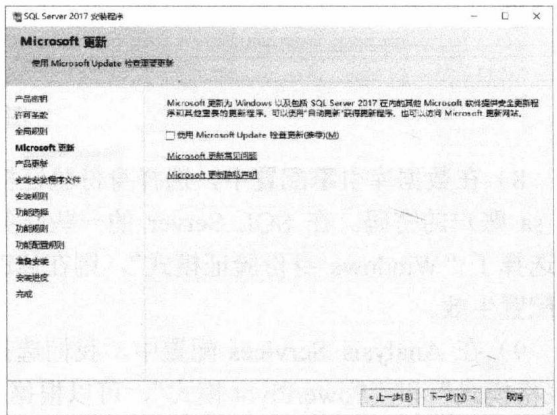 SQL Server 2017 安装程序
Microsoft 更新
使用 Microsoft Update 检查重要更新
产品密钥
许可条款
全局规则
Microsoft 更新
产品更新
安装安装程序文件
安装规则
功能选择
功能规则
功能配置规则
准备安装
安装进度
完成
Microsoft 更新为 Windows 以及包括 SQL Server 2017 在内的其他 Microsoft 软件提供安全更新程
序和其他重要的更新程序。可以使用“自动更新”获得更新程序，也可以访问 Microsoft 更新网站。
使用 Microsoft Update 检查更新(推荐)(M)
Microsoft 更新常见问题
Microsoft 更新隐私声明
< 上一步(B)
下一步(N) >
取消